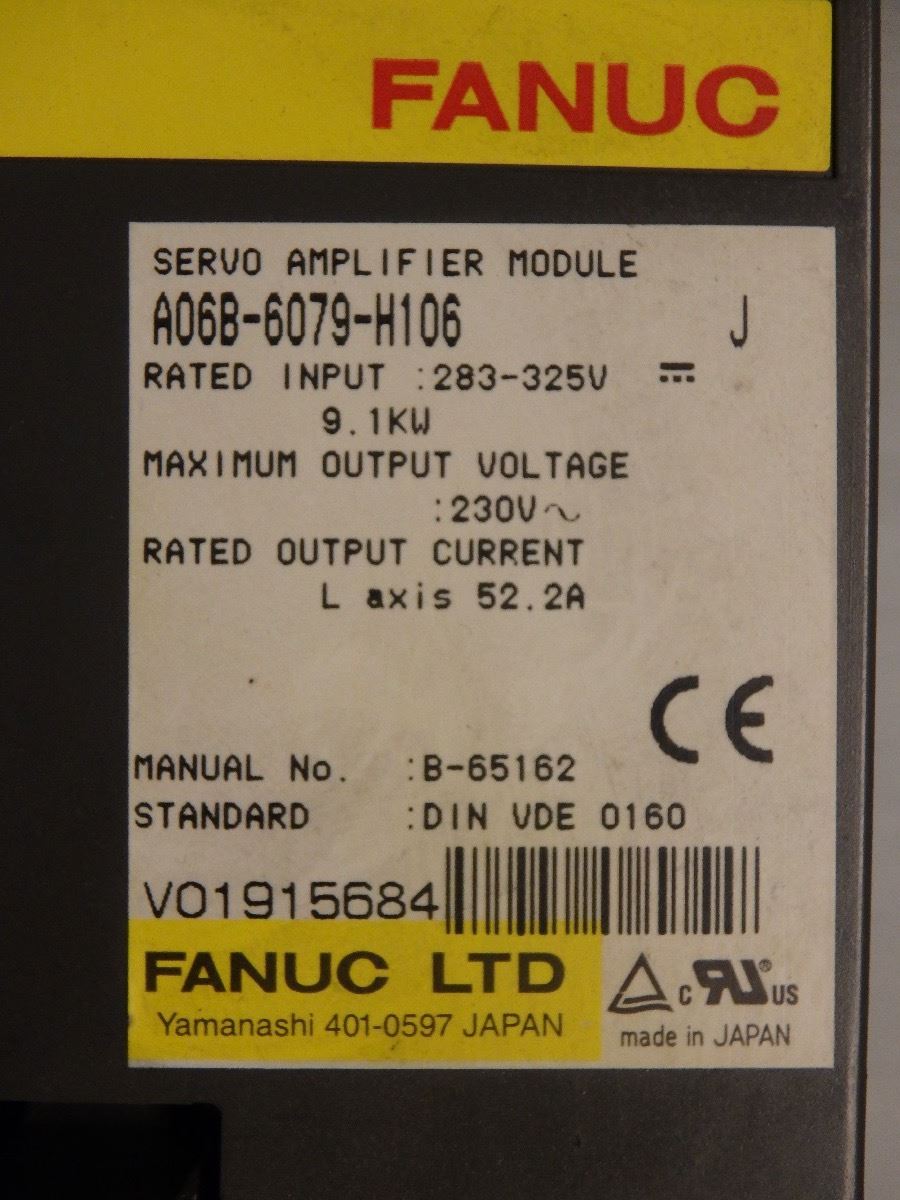 FANUC
SERVO AMPLIFIER MODULE
A06B-6079-H106 J
RATED INPUT :283-325V ⎓
9.1KW
MAXIMUM OUTPUT VOLTAGE
:230V~
RATED OUTPUT CURRENT
L axis 52.2A
CE
MANUAL No. :B-65162
STANDARD :DIN VDE 0160
V01915684
FANUC LTD
Yamanashi 401-0597 JAPAN
c RU® US
made in JAPAN